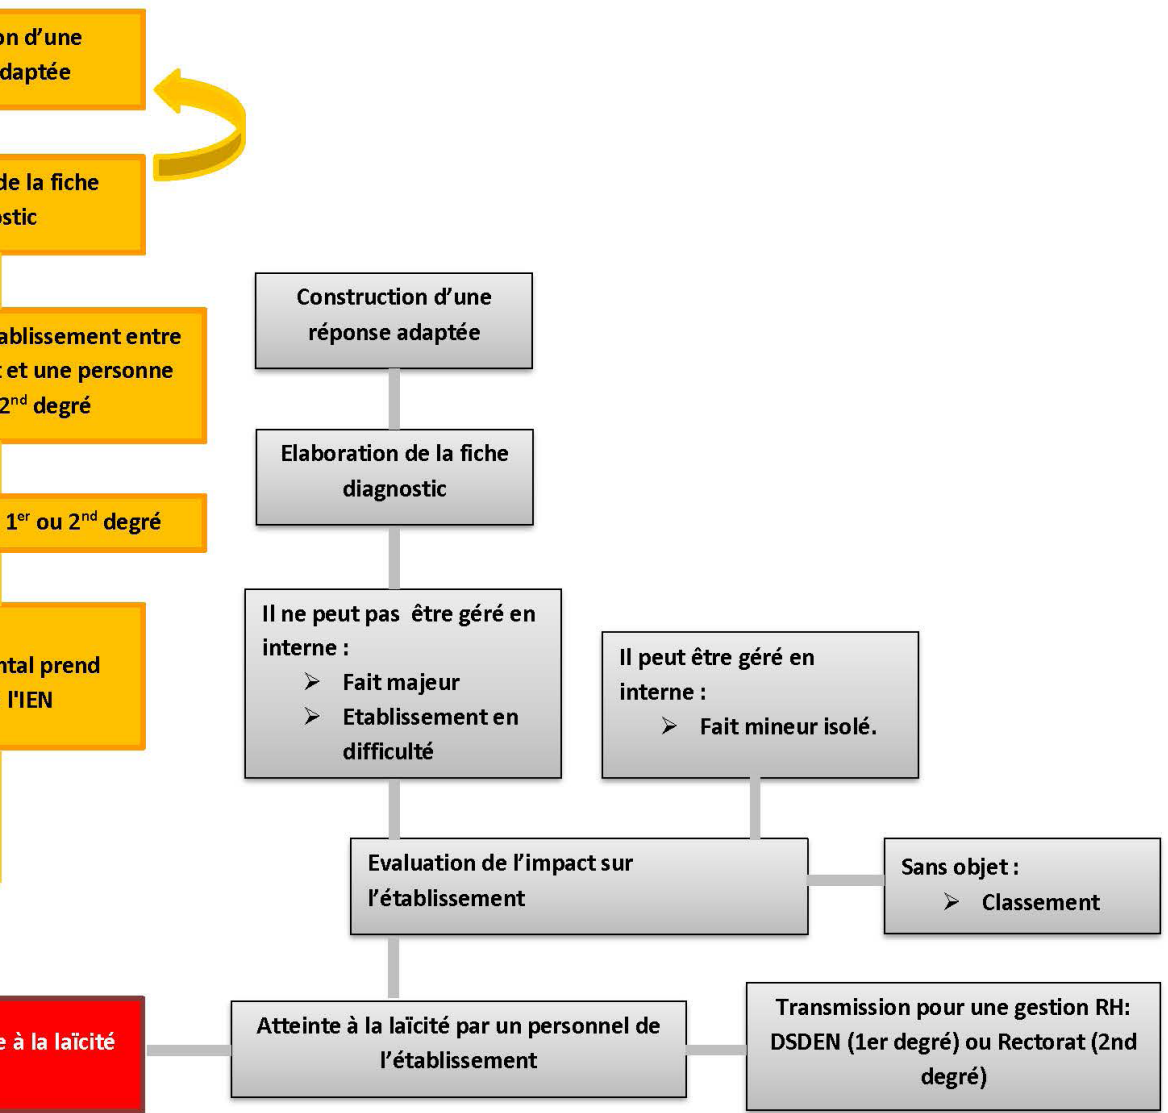 on d'une
daptée
de la fiche
ostic
ablissement entre
t et une personne
2nd degré
1er ou 2nd degré
ntal prend
l'IEN
Construction d'une
réponse adaptée
Elaboration de la fiche
diagnostic
Il ne peut pas être géré en
interne :
➢ Fait majeur
➢ Etablissement en
difficulté
Il peut être géré en
interne :
➢ Fait mineur isolé.
Evaluation de l'impact sur
l'établissement
Sans objet :
➢ Classement
e à la laïcité
Atteinte à la laïcité par un personnel de
l'établissement
Transmission pour une gestion RH:
DSDEN (1er degré) ou Rectorat (2nd
degré)